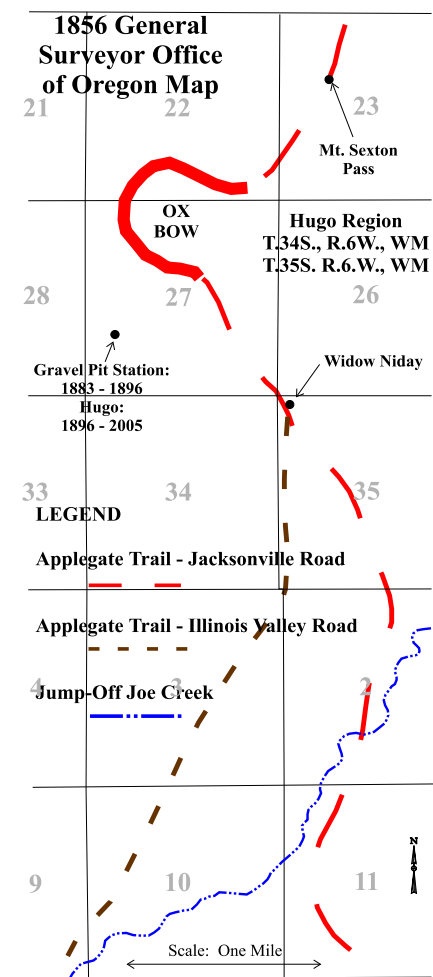 1856 General
Surveyor Office
of Oregon Map
21
22
23
Mt. Sexton
Pass
OX
BOW
Hugo Region
T.34S., R.6W., WM
T.35S. R.6.W., WM
28
27
26
Gravel Pit Station:
1883 - 1896
Hugo:
1896 - 2005
Widow Niday
33
34
35
LEGEND
Applegate Trail - Jacksonville Road
Applegate Trail - Illinois Valley Road
4
3
2
Jump-Off Joe Creek
9
10
11
N
Scale: One Mile